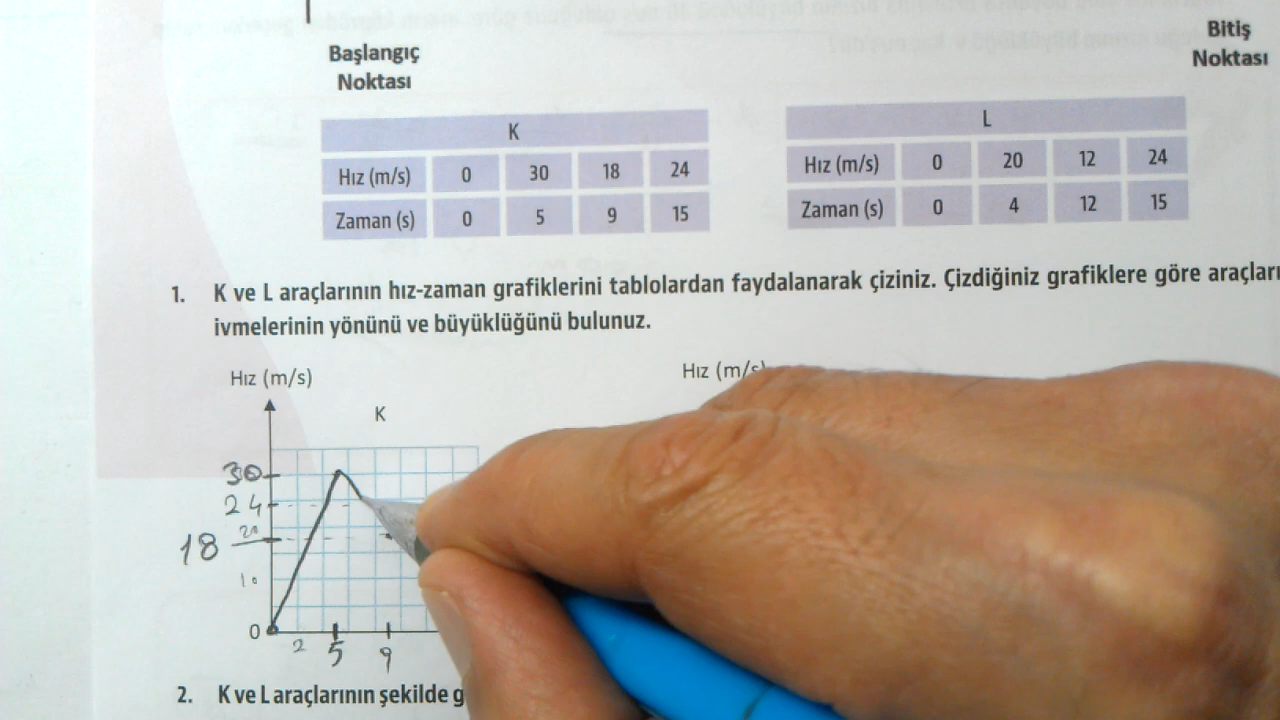 Başlangıç
Noktası
Bitiş
Noktası
K
Hız (m/s) 0 30 18 24
Zaman (s) 0 5 9 15
L
Hız (m/s) 0 20 12 24
Zaman (s) 0 4 12 15
1. K ve L araçlarının hız-zaman grafiklerini tablolardan faydalanarak çiziniz. Çizdiğiniz grafiklere göre araçları
ivmelerinin yönünü ve büyüklüğünü bulunuz.
Hız (m/s)
K
30
24
20
18
10
0
2 5 9
Hız (m/s)
2. K ve L araçlarının şekilde g